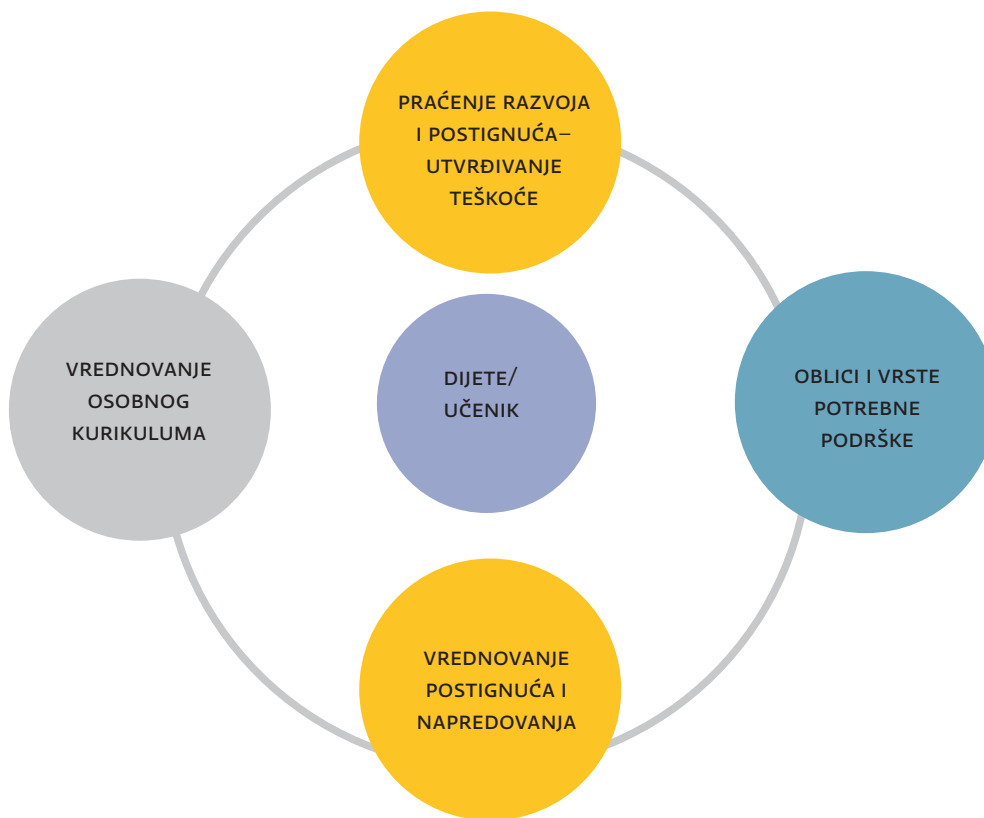 PRAĆENJE RAZVOJA
I POSTIGNUĆA–
UTVRĐIVANJE
TEŠKOĆE
VREDNOVANJE
OSOBNOG
KURIKULUMA
DIJETE/
UČENIK
OBLICI I VRSTE
POTREBNE
PODRŠKE
VREDNOVANJE
POSTIGNUĆA I
NAPREDOVANJA